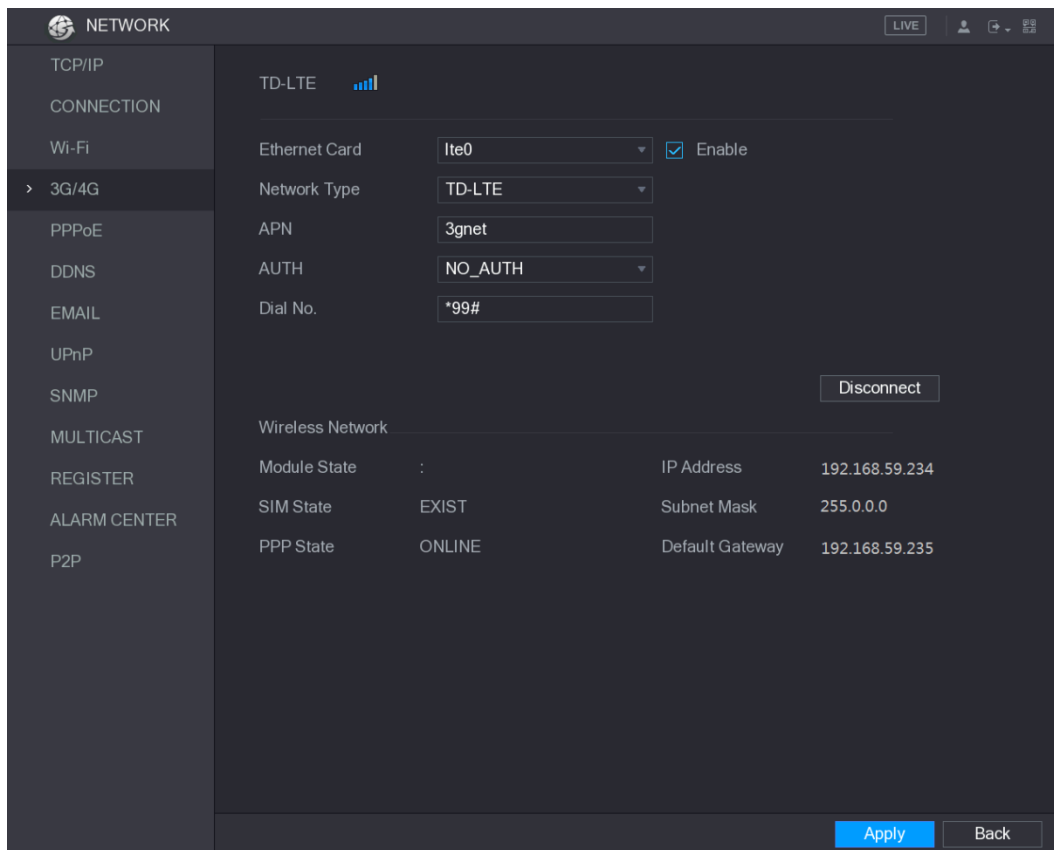 NETWORK
LIVE
TCP/IP
CONNECTION
Wi-Fi
3G/4G
PPPoE
DDNS
EMAIL
UPnP
SNMP
MULTICAST
REGISTER
ALARM CENTER
P2P
TD-LTE
Ethernet Card lte0 Enable
Network Type TD-LTE
APN 3gnet
AUTH NO_AUTH
Dial No. *99#
Disconnect
Wireless Network
Module State : IP Address 192.168.59.234
SIM State EXIST Subnet Mask 255.0.0.0
PPP State ONLINE Default Gateway 192.168.59.235
Apply Back